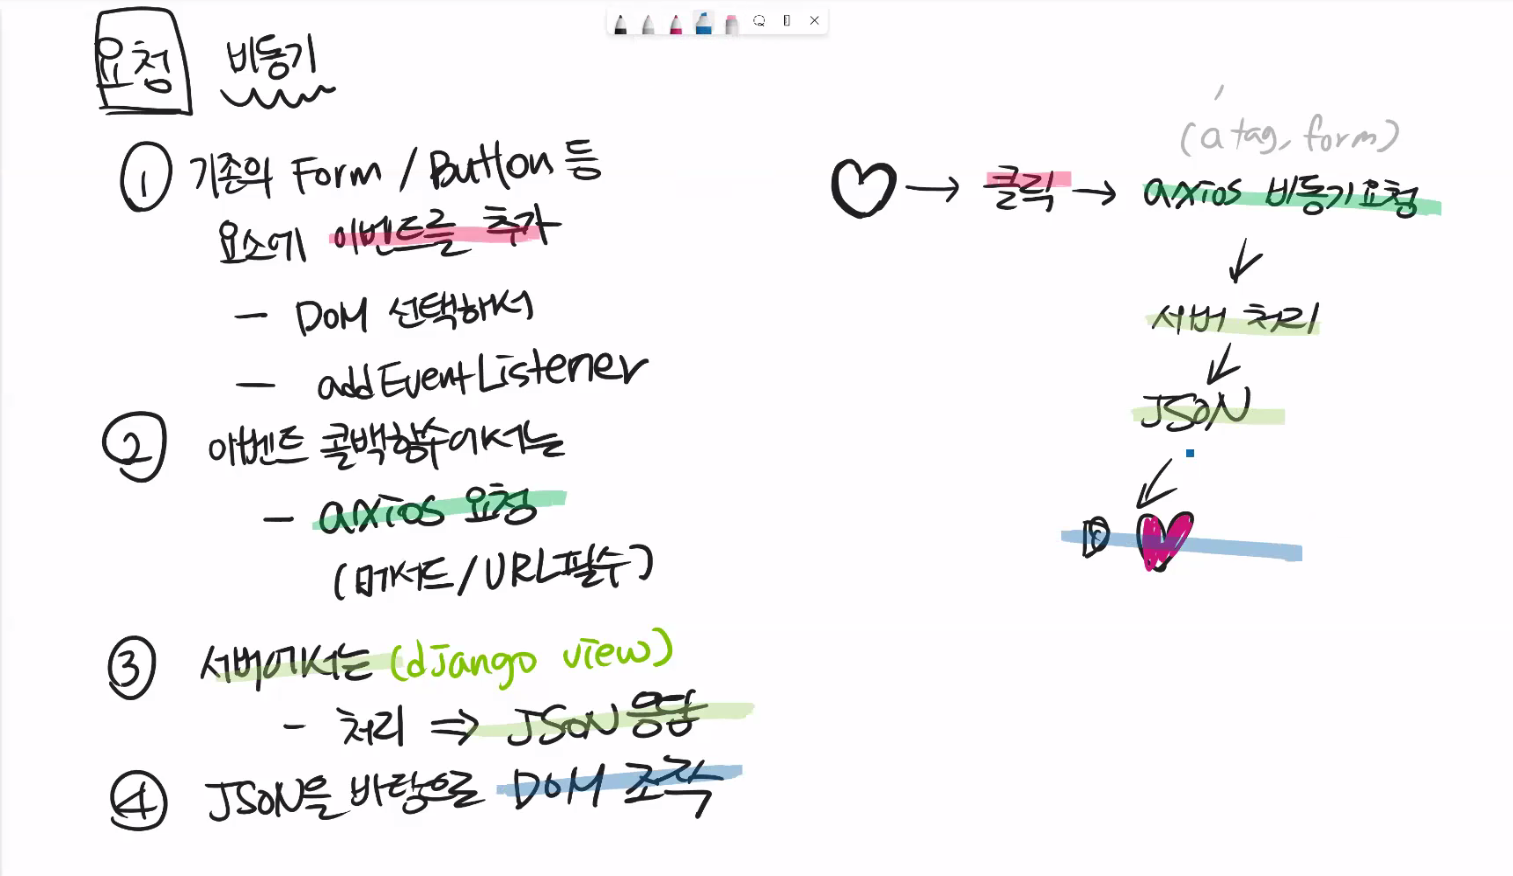 요청 비동기
① 기존의 Form / Button 등
요소에 이벤트를 추가
- DOM 선택해서
- addEventListener
② 이벤트 콜백함수에서는
- axios 요청
(메서드/URL필수)
③ 서버에서는 (django view)
- 처리 ⇒ JSON 응답
④ JSON을 바탕으로 DOM 조작
(a tag, form)
♡ → 클릭 → axios 비동기요청
↓
서버 처리
↓
JSON
↓